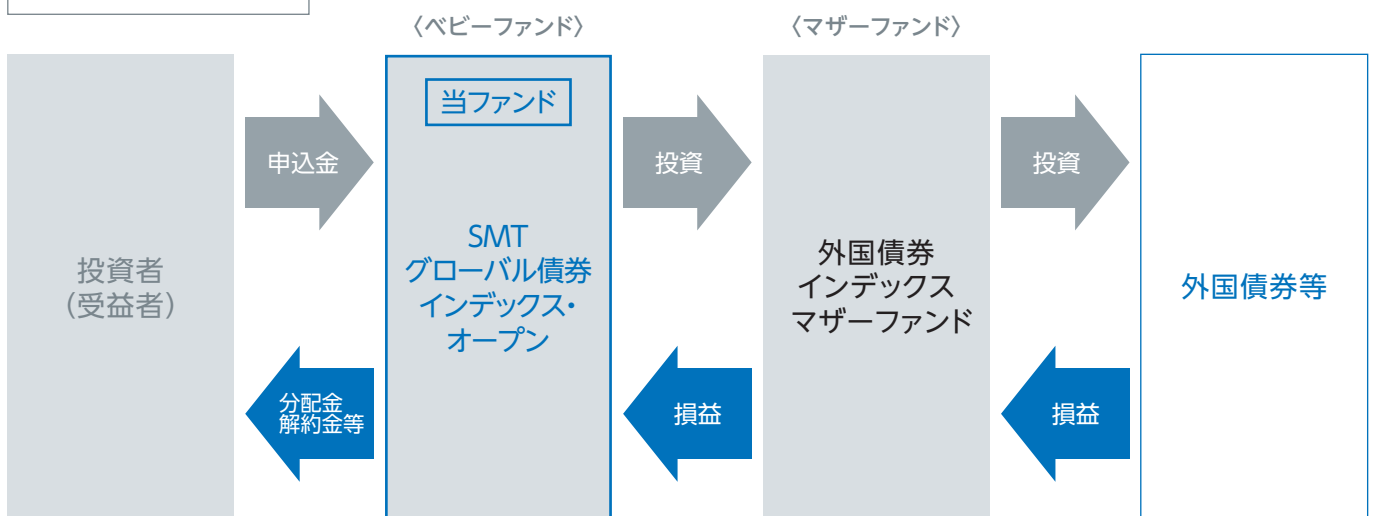 〈ベビーファンド〉
〈マザーファンド〉
投資者
(受益者)
申込金
分配金
解約金等
当ファンド
SMT
グローバル債券
インデックス・
オープン
投資
損益
外国債券
インデックス
マザーファンド
投資
損益
外国債券等